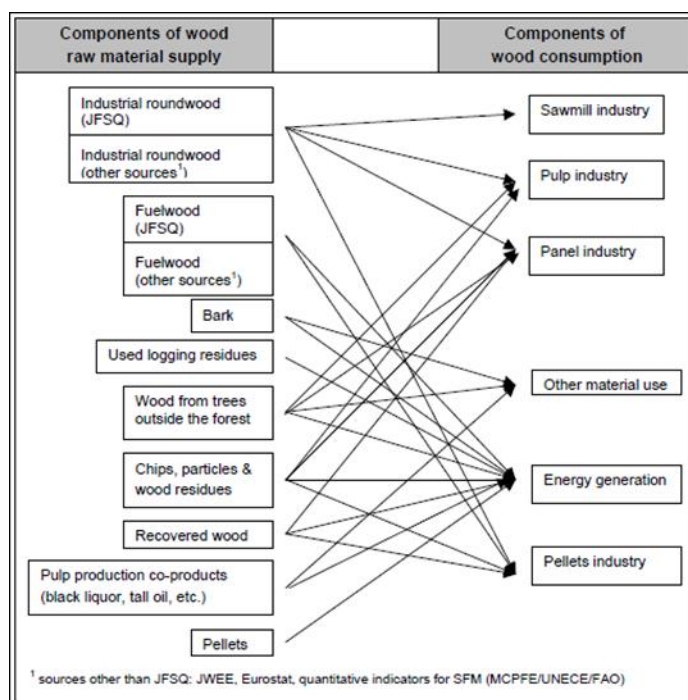 Components of wood
raw material supply
Components of
wood consumption
Industrial roundwood
(JFSQ)
Industrial roundwood
(other sources¹)
Fuelwood
(JFSQ)
Fuelwood
(other sources¹)
Bark
Used logging residues
Wood from trees
outside the forest
Chips, particles &
wood residues
Recovered wood
Pulp production co-products
(black liquor, tall oil, etc.)
Pellets
Sawmill industry
Pulp industry
Panel industry
Other material use
Energy generation
Pellets industry
¹ sources other than JFSQ: JWEE, Eurostat, quantitative indicators for SFM (MCPFE/UNECE/FAO)